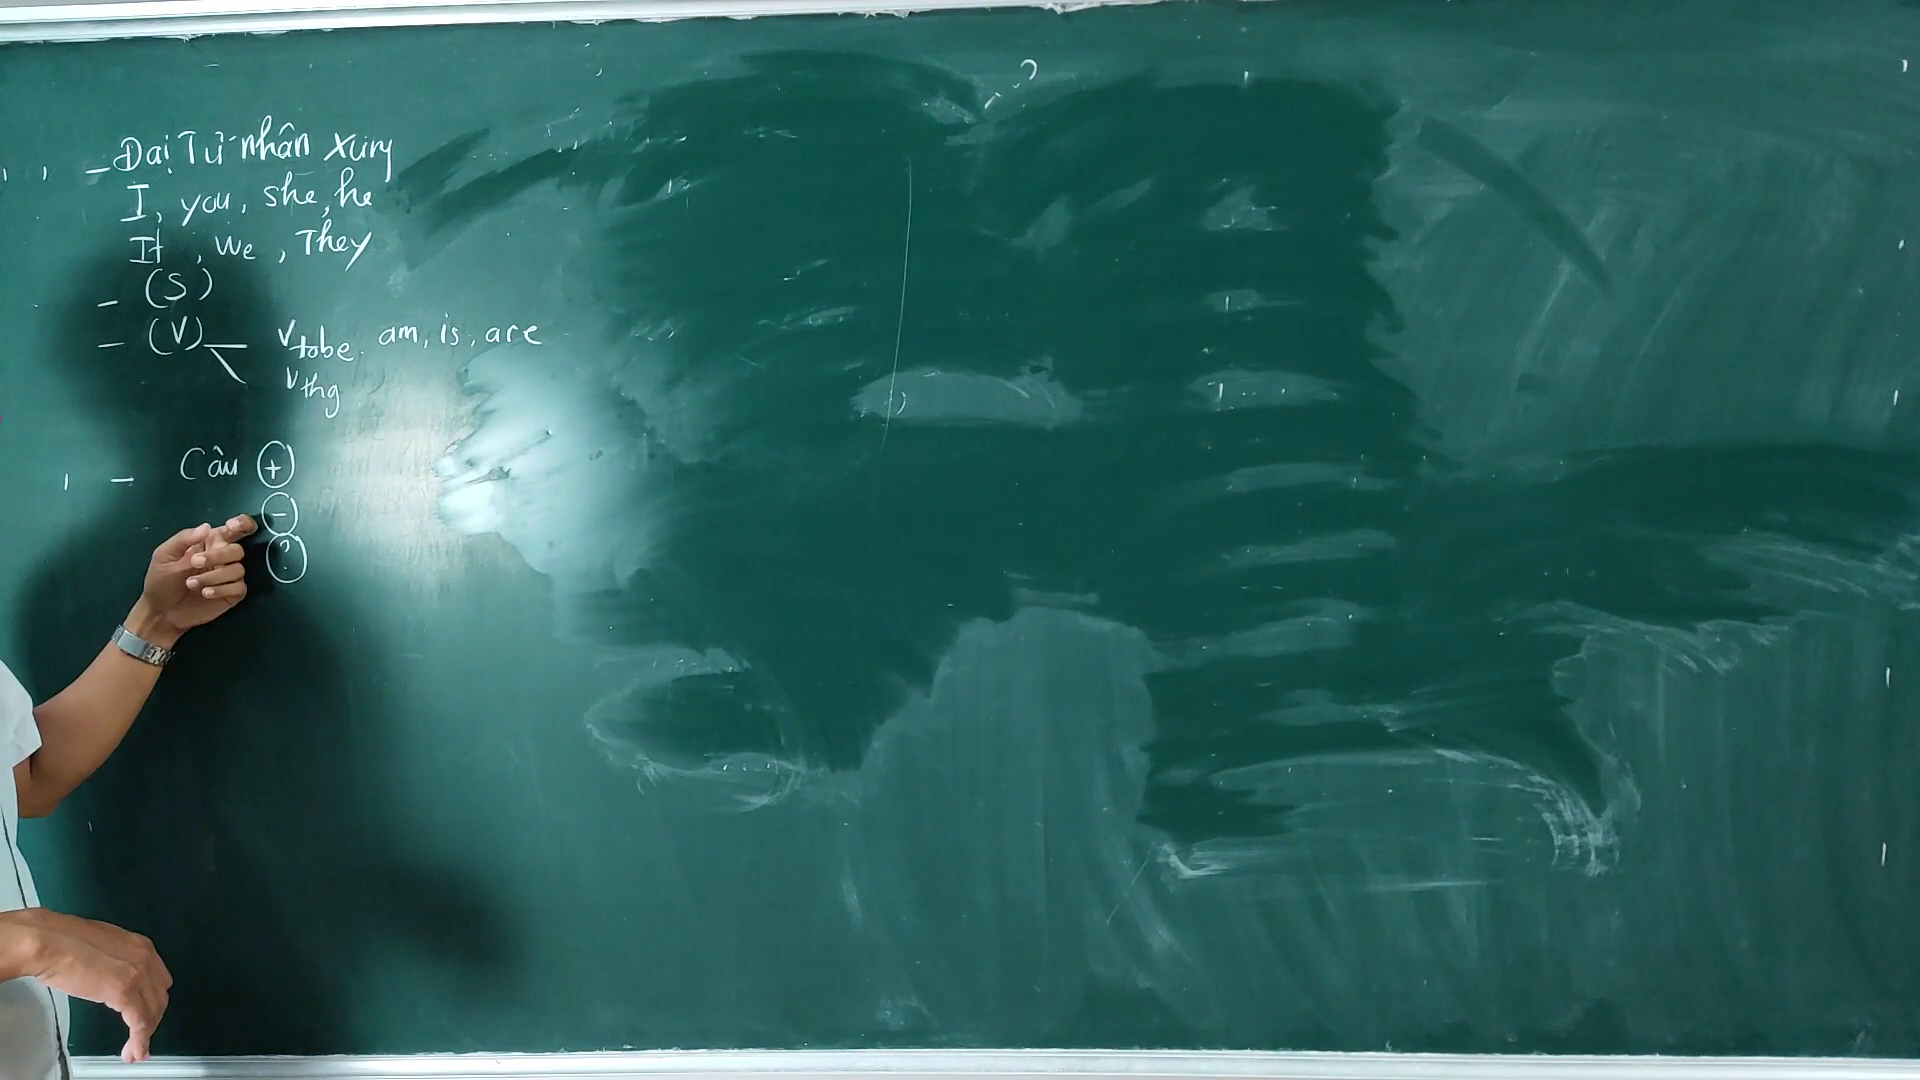 - Đại Từ nhân xưng
I, you, she, he
It, we, They
- (S)
- (V) Vtobe. am, is, are
Vthg
- Câu (+)
(-)
(?)